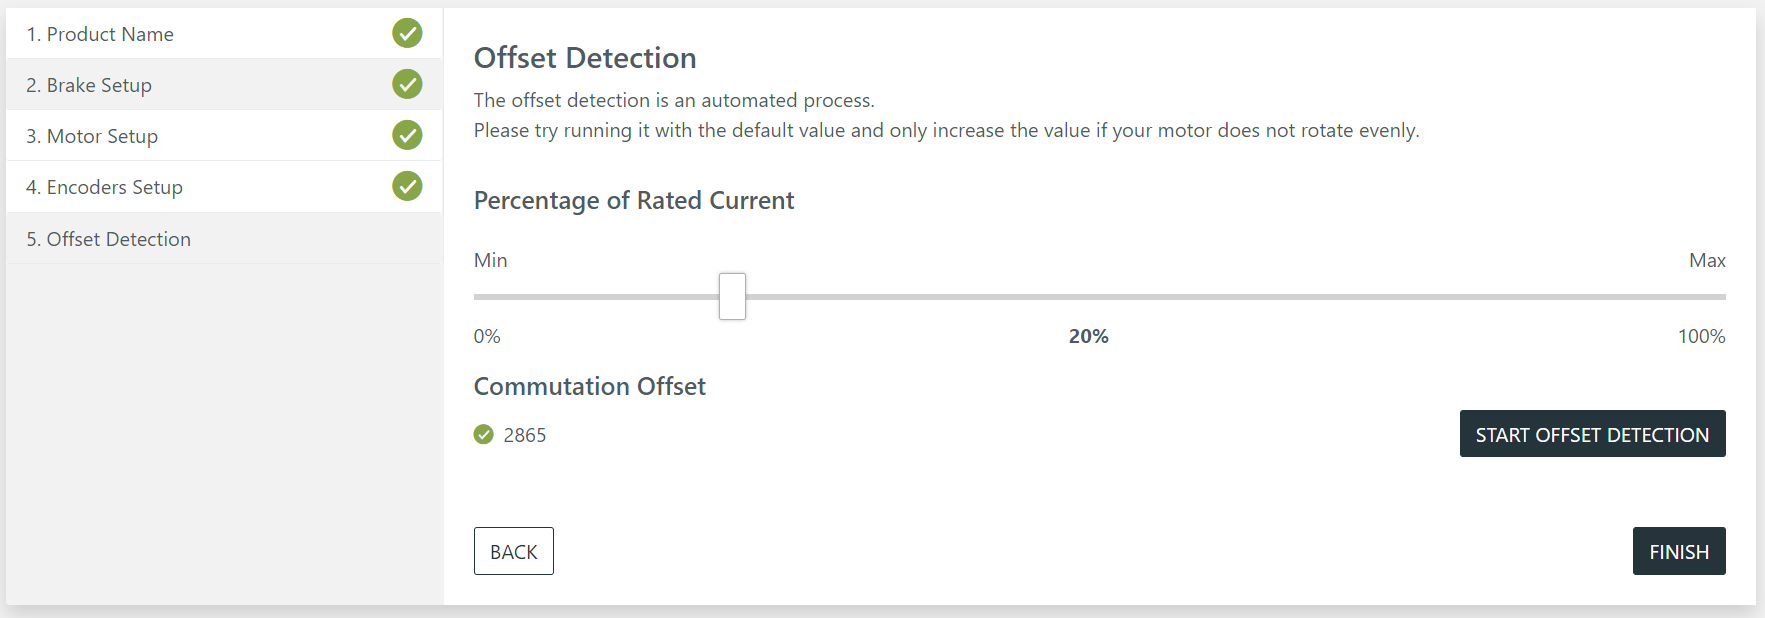 1. Product Name
2. Brake Setup
3. Motor Setup
4. Encoders Setup
5. Offset Detection
Offset Detection
The offset detection is an automated process.
Please try running it with the default value and only increase the value if your motor does not rotate evenly.
Percentage of Rated Current
Min Max
0% 20% 100%
Commutation Offset
2865 START OFFSET DETECTION
BACK FINISH